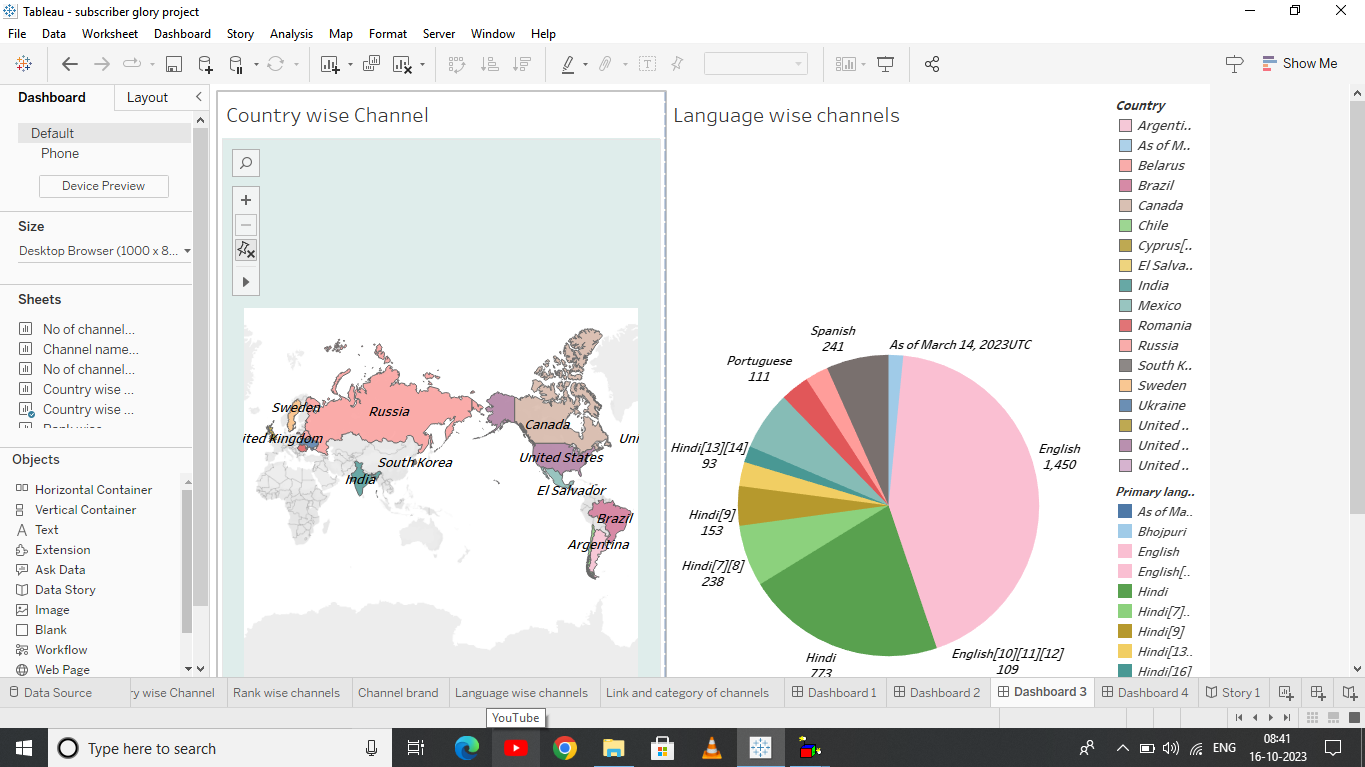 Tableau - subscriber glory project
File Data Worksheet Dashboard Story Analysis Map Format Server Window Help
Show Me
Dashboard Layout
Default
Phone
Device Preview
Size
Desktop Browser (1000 x 8...
Sheets
No of channel...
Channel name...
No of channel...
Country wise ...
Country wise ...
Objects
Horizontal Container
Vertical Container
Text
Extension
Ask Data
Data Story
Image
Blank
Workflow
Web Page
Country wise Channel
Sweden
Russia
Canada
ited Kingdom
Uni
South Korea
United States
India
El Salvador
Brazil
Argentina
Language wise channels
Spanish
241
As of March 14, 2023UTC
Portuguese
111
English
1,450
Hindi[13][14]
93
Hindi[9]
153
Hindi[7][8]
238
English[10][11][12]
109
Hindi
773
Country
Argenti..
As of M..
Belarus
Brazil
Canada
Chile
Cyprus[..
El Salva..
India
Mexico
Romania
Russia
South K..
Sweden
Ukraine
United ..
United ..
United ..
Primary lang..
As of Ma..
Bhojpuri
English
English[..
Hindi
Hindi[7]..
Hindi[9]
Hindi[13..
Hindi[16]
Data Source ry wise Channel Rank wise channels Channel brand Language wise channels Link and category of channels Dashboard 1 Dashboard 2 Dashboard 3 Dashboard 4 Story 1
YouTube
Type here to search
ENG
08:41
16-10-2023